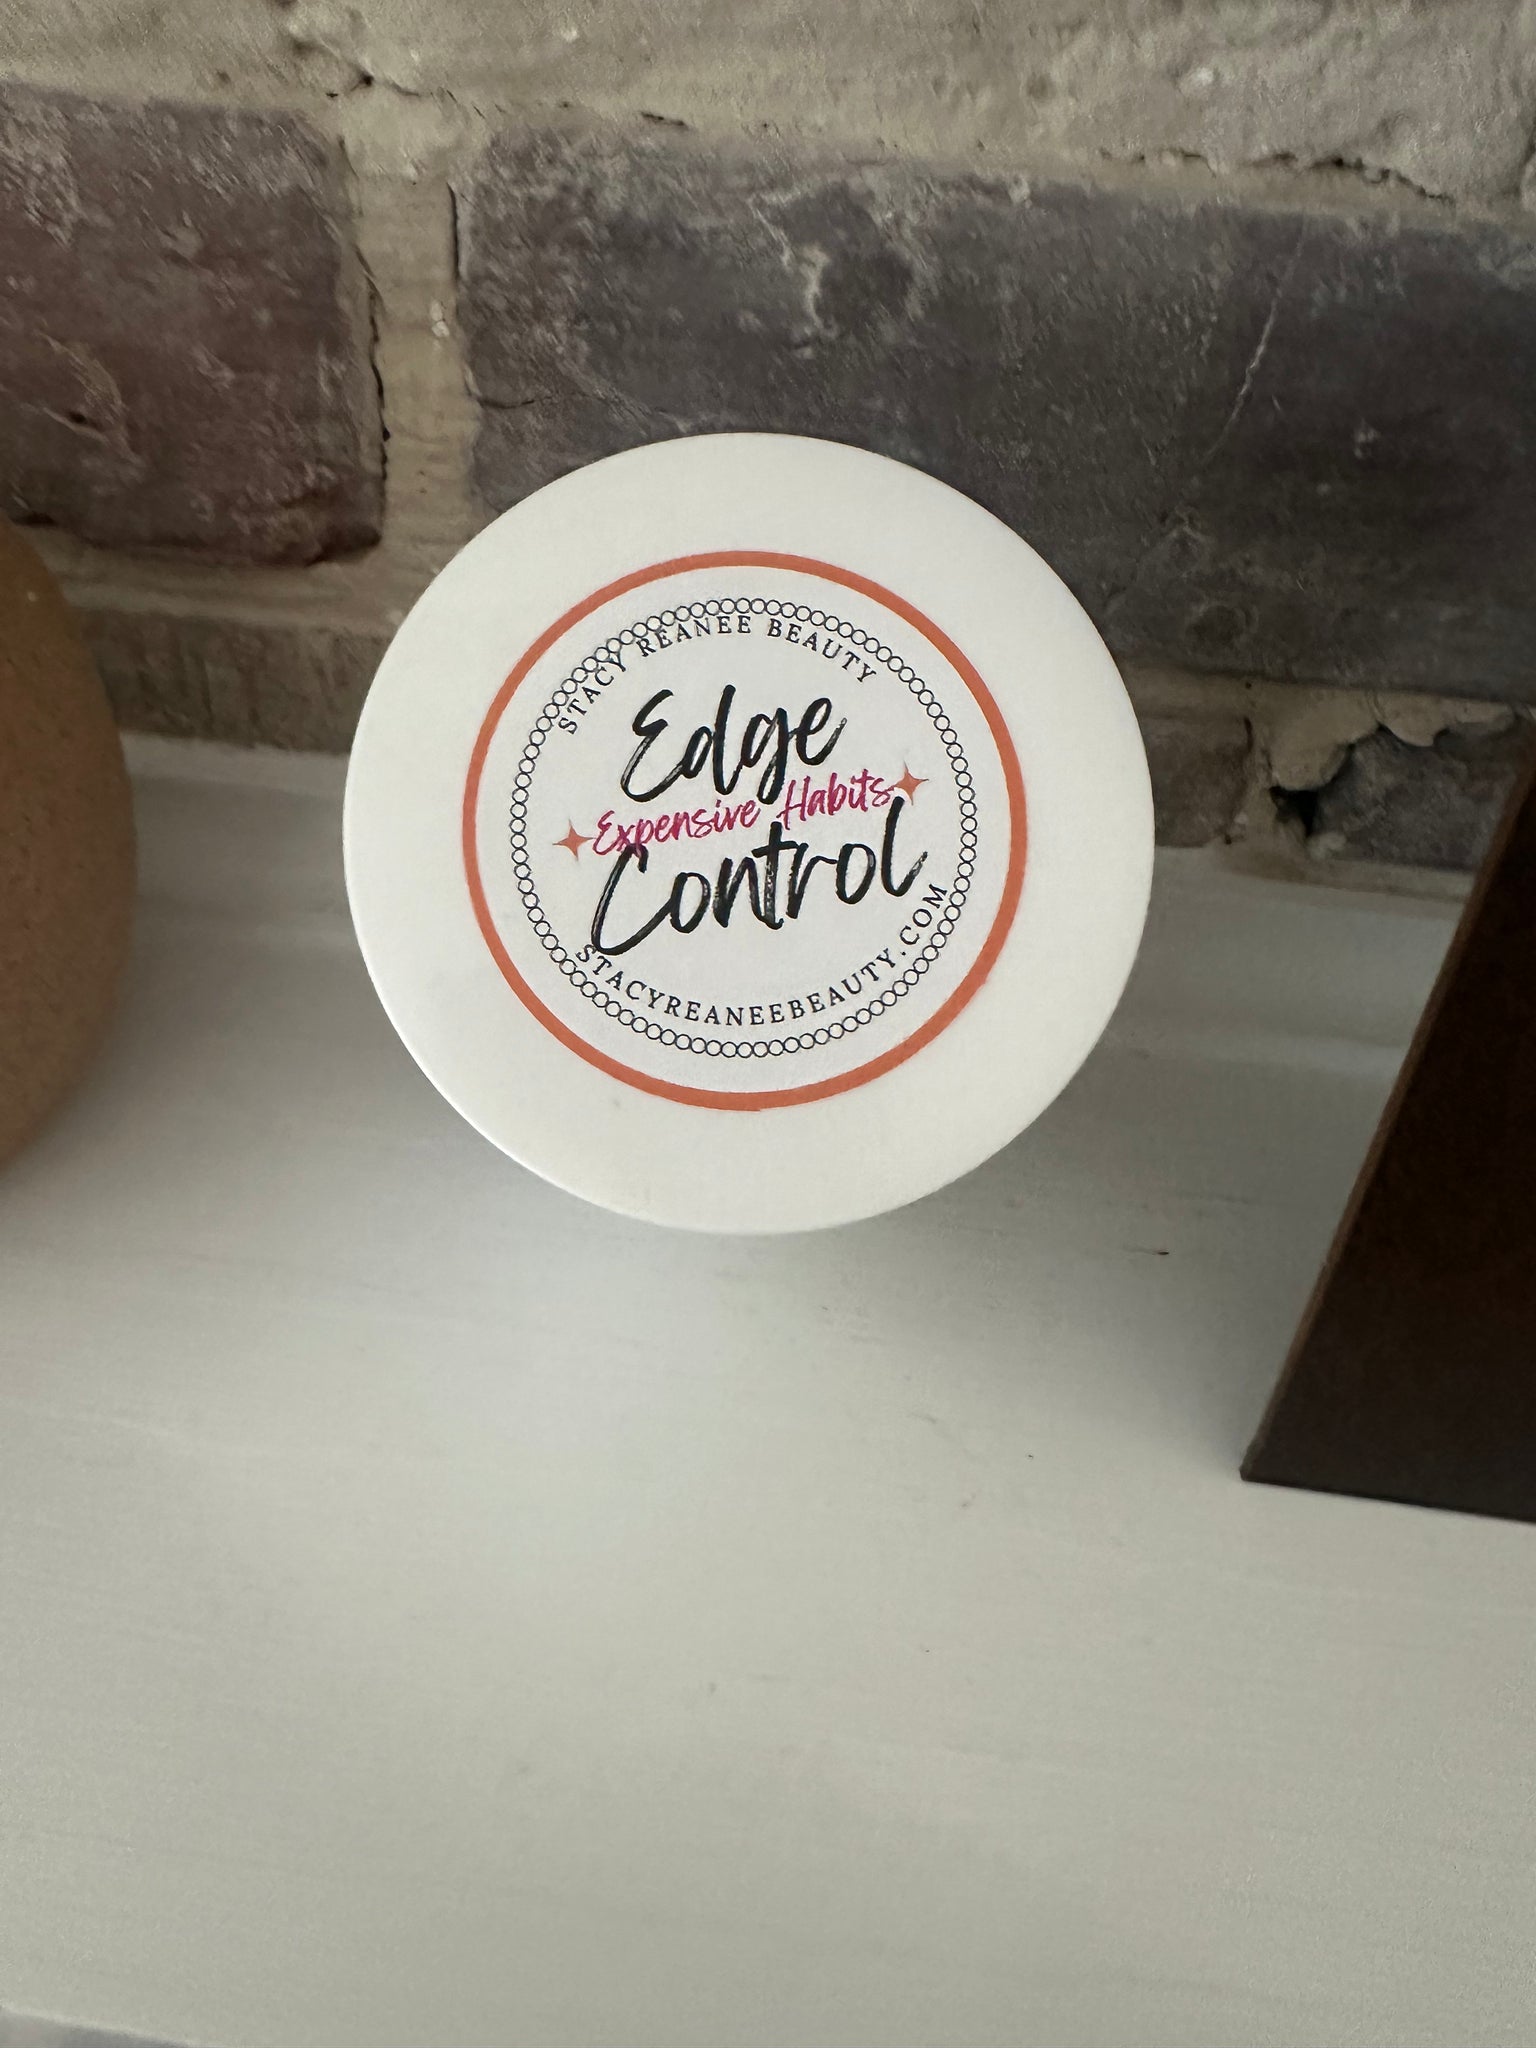 STACY REANEE BEAUTY
Edge
Expensive Habits
Control
STACYREANEEBEAUTY.COM